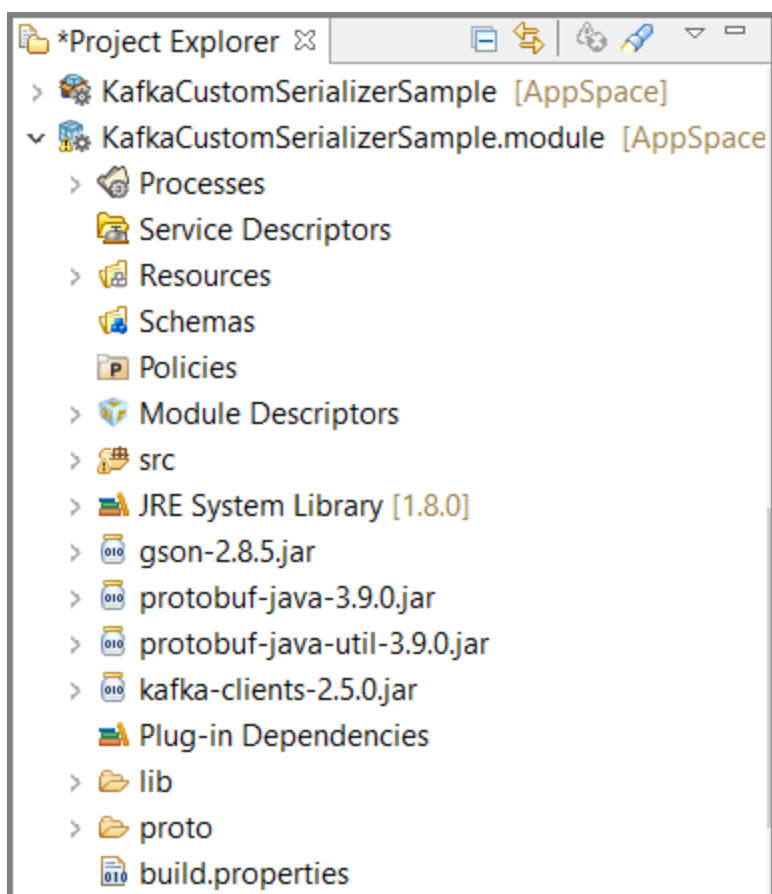 *Project Explorer
KafkaCustomSerializerSample [AppSpace]
KafkaCustomSerializerSample.module [AppSpace
Processes
Service Descriptors
Resources
Schemas
Policies
Module Descriptors
src
JRE System Library [1.8.0]
gson-2.8.5.jar
protobuf-java-3.9.0.jar
protobuf-java-util-3.9.0.jar
kafka-clients-2.5.0.jar
Plug-in Dependencies
lib
proto
build.properties